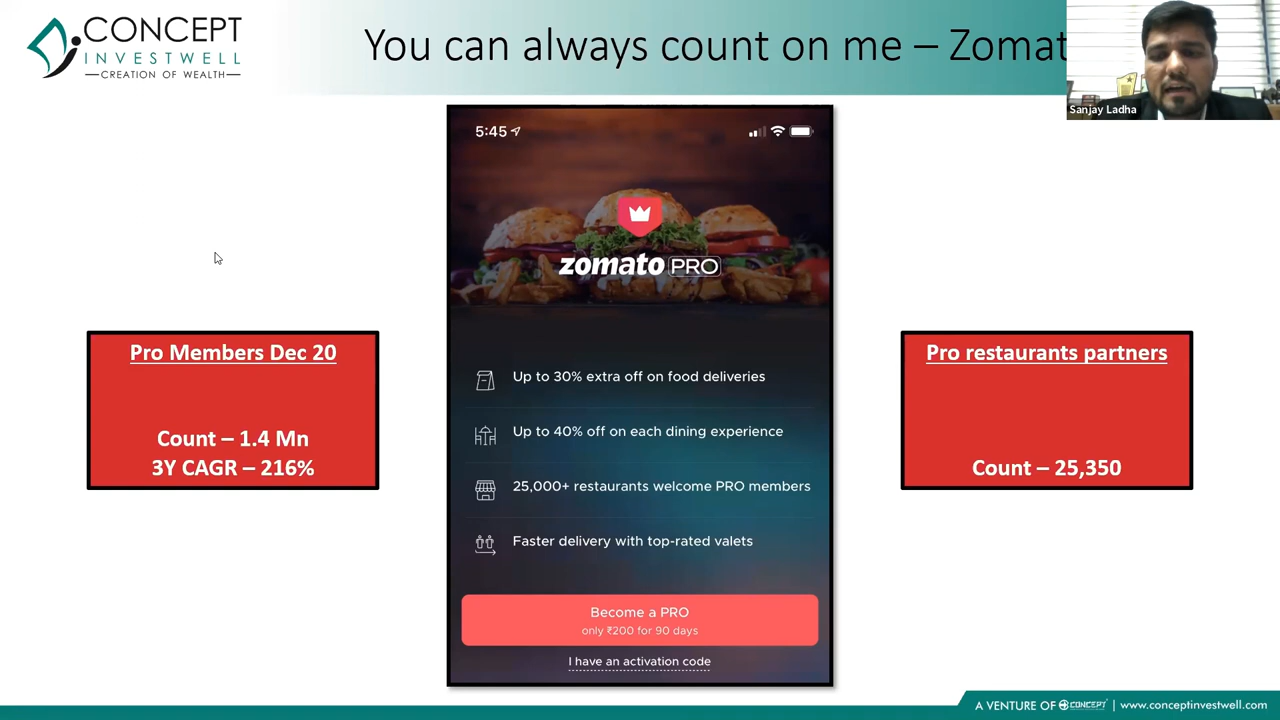 CONCEPT
INVESTWELL
CREATION OF WEALTH
You can always count on me – Zomat
Sanjay Ladha
5:45
zomato PRO
Pro Members Dec 20
Count – 1.4 Mn
3Y CAGR – 216%
Up to 30% extra off on food deliveries
Up to 40% off on each dining experience
25,000+ restaurants welcome PRO members
Faster delivery with top-rated valets
Become a PRO
only ₹200 for 90 days
I have an activation code
Pro restaurants partners
Count – 25,350
A VENTURE OF CONCEPT | www.conceptinvestwell.com